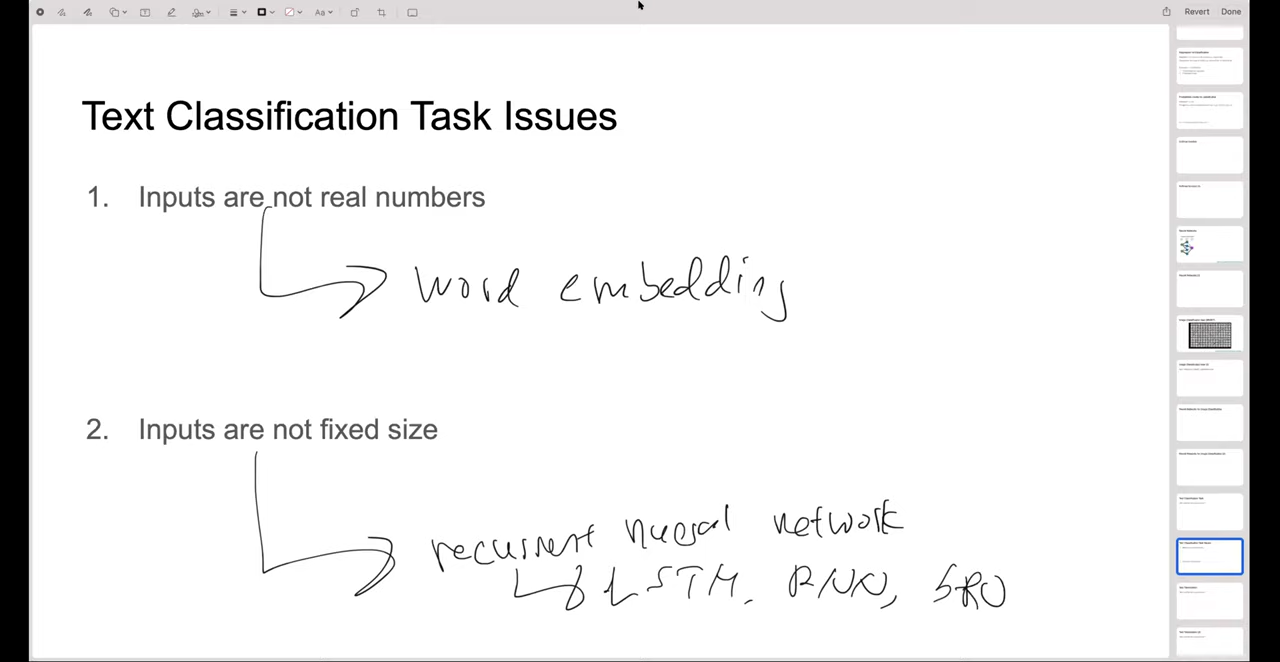 Revert Done
Text Classification Task Issues
1. Inputs are not real numbers
word embedding
2. Inputs are not fixed size
recurrent nueral network
LSTM, RNN, GRU